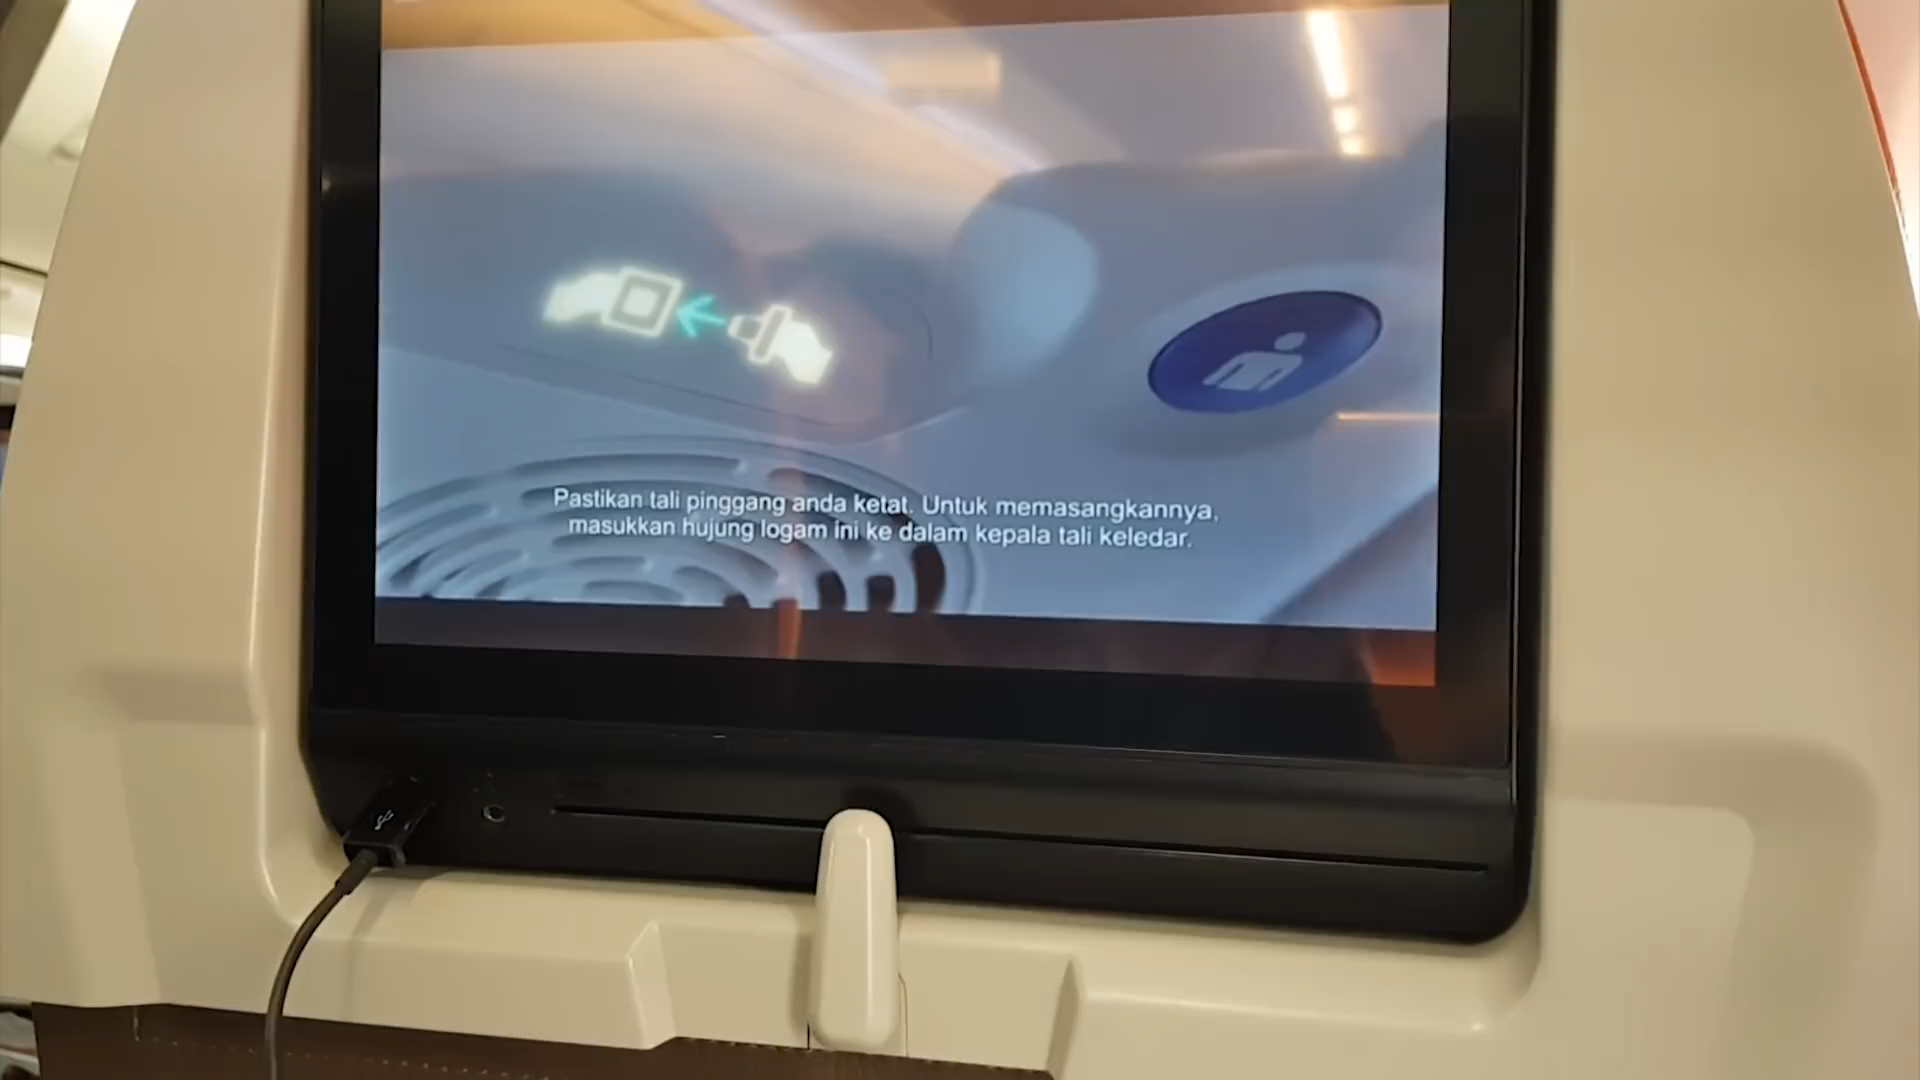 Pastikan tali pinggang anda ketat. Untuk memasangkannya,
masukkan hujung logam ini ke dalam kepala tali keledar.